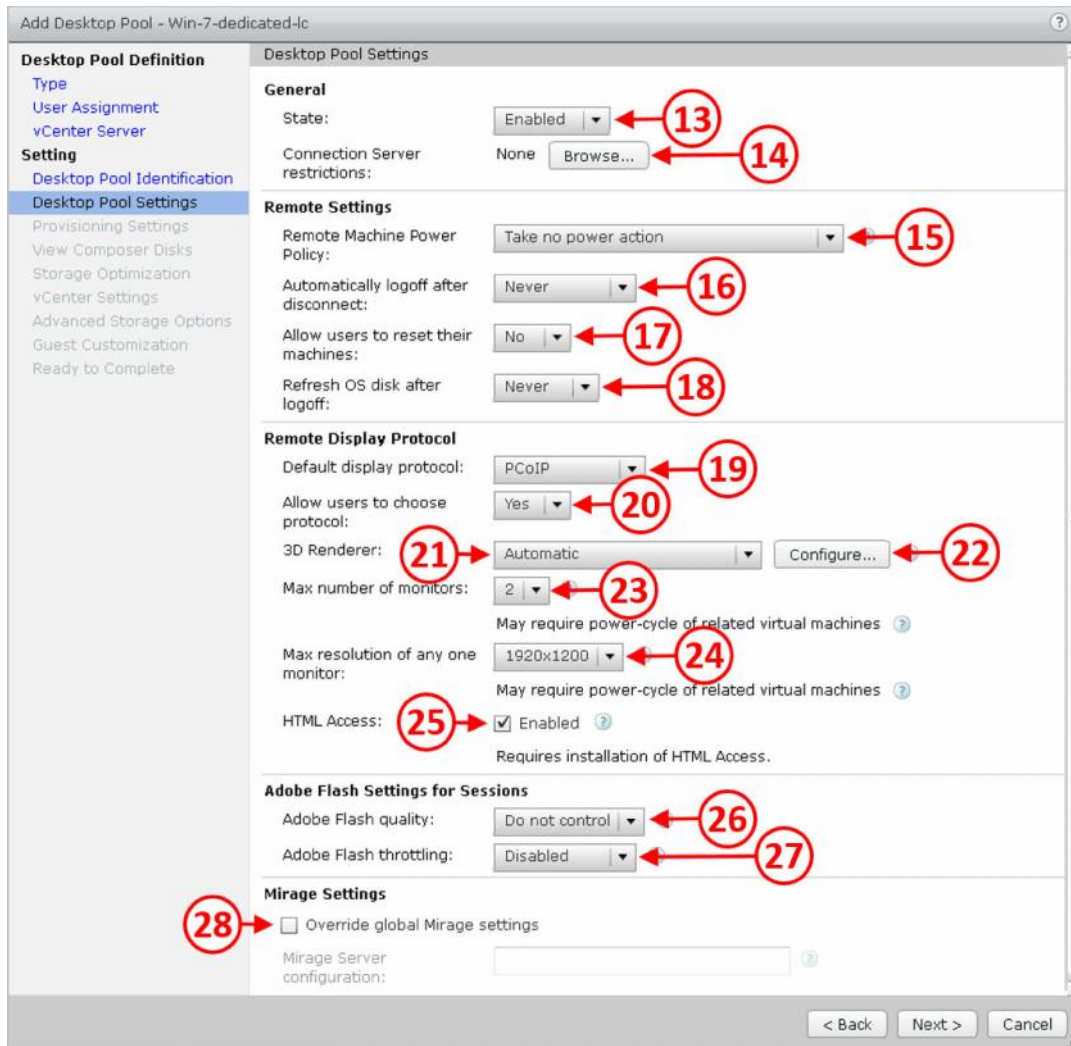 Add Desktop Pool - Win-7-dedicated-lc
?
Desktop Pool Definition
Type
User Assignment
vCenter Server
Setting
Desktop Pool Identification
Desktop Pool Settings
Provisioning Settings
View Composer Disks
Storage Optimization
vCenter Settings
Advanced Storage Options
Guest Customization
Ready to Complete
Desktop Pool Settings
General
State: Enabled 13
Connection Server
restrictions:
None Browse... 14
Remote Settings
Remote Machine Power
Policy:
Take no power action 15
Automatically logoff after
disconnect:
Never 16
Allow users to reset their
machines:
No 17
Refresh OS disk after
logoff:
Never 18
Remote Display Protocol
Default display protocol: PCoIP 19
Allow users to choose
protocol:
Yes 20
3D Renderer: 21 Automatic Configure... 22
Max number of monitors: 2 23
May require power-cycle of related virtual machines ?
Max resolution of any one
monitor:
1920x1200 24
May require power-cycle of related virtual machines ?
HTML Access: 25 Enabled ?
Requires installation of HTML Access.
Adobe Flash Settings for Sessions
Adobe Flash quality: Do not control 26
Adobe Flash throttling: Disabled 27
Mirage Settings
28 Override global Mirage settings
Mirage Server
configuration:
?
< Back Next > Cancel